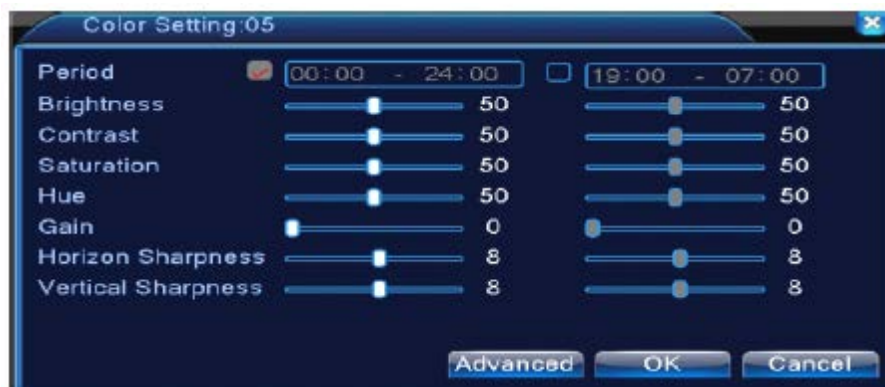 Color Setting:05
Period 00:00 - 24:00 19:00 - 07:00
Brightness 50 50
Contrast 50 50
Saturation 50 50
Hue 50 50
Gain 0 0
Horizon Sharpness 8 8
Vertical Sharpness 8 8
Advanced OK Cancel